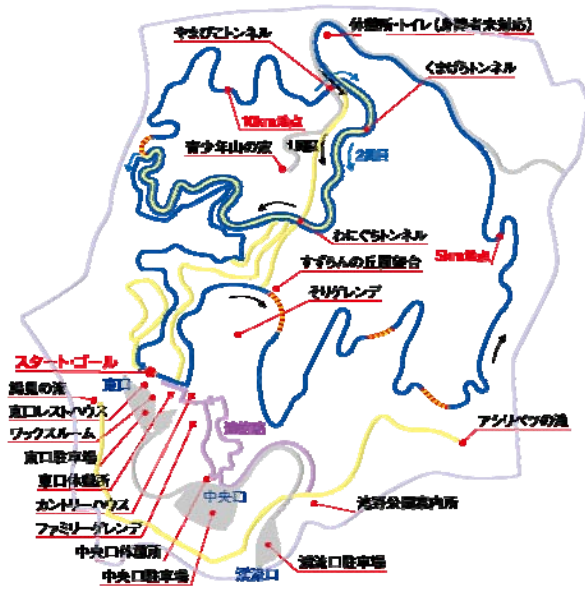 やまびこトンネル
休憩所・トイレ（身障者未対応）
くまげらトンネル
10km地点
青少年山の家
1周目
2周目
わにぐちトンネル
すずらんの丘展望台
5km地点
そりゲレンデ
スタート・ゴール
東口
鱒見の滝
東口レストハウス
ワックスルーム
東口駐車場
東口休憩所
カントリーハウス
ファミリーゲレンデ
中央口休憩所
中央口駐車場
連絡路
中央口
アシリベツの滝
滝野公園案内所
渓流口駐車場
渓流口